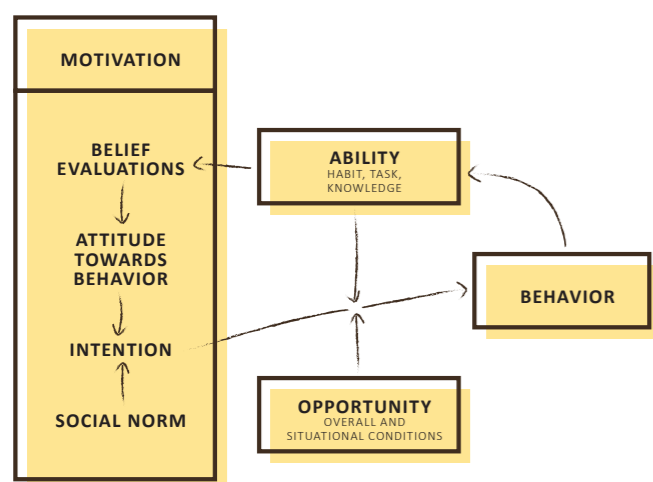 MOTIVATION
BELIEF
EVALUATIONS
ATTITUDE
TOWARDS
BEHAVIOR
INTENTION
SOCIAL NORM
ABILITY
HABIT, TASK,
KNOWLEDGE
OPPORTUNITY
OVERALL AND
SITUATIONAL CONDITIONS
BEHAVIOR